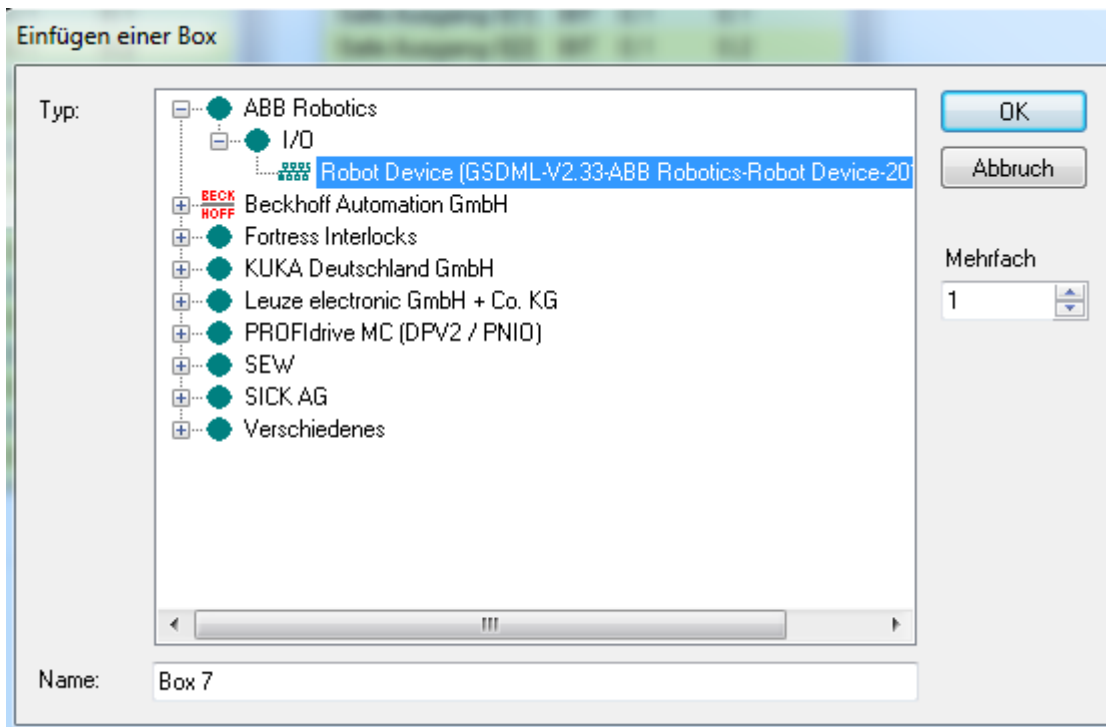 Einfügen einer Box
Typ:
ABB Robotics
I/O
Robot Device (GSDML-V2.33-ABB Robotics-Robot Device-20
BECK
HOFF
Beckhoff Automation GmbH
Fortress Interlocks
KUKA Deutschland GmbH
Leuze electronic GmbH + Co. KG
PROFIdrive MC (DPV2 / PNIO)
SEW
SICK AG
Verschiedenes
OK
Abbruch
Mehrfach
1
Name:
Box 7